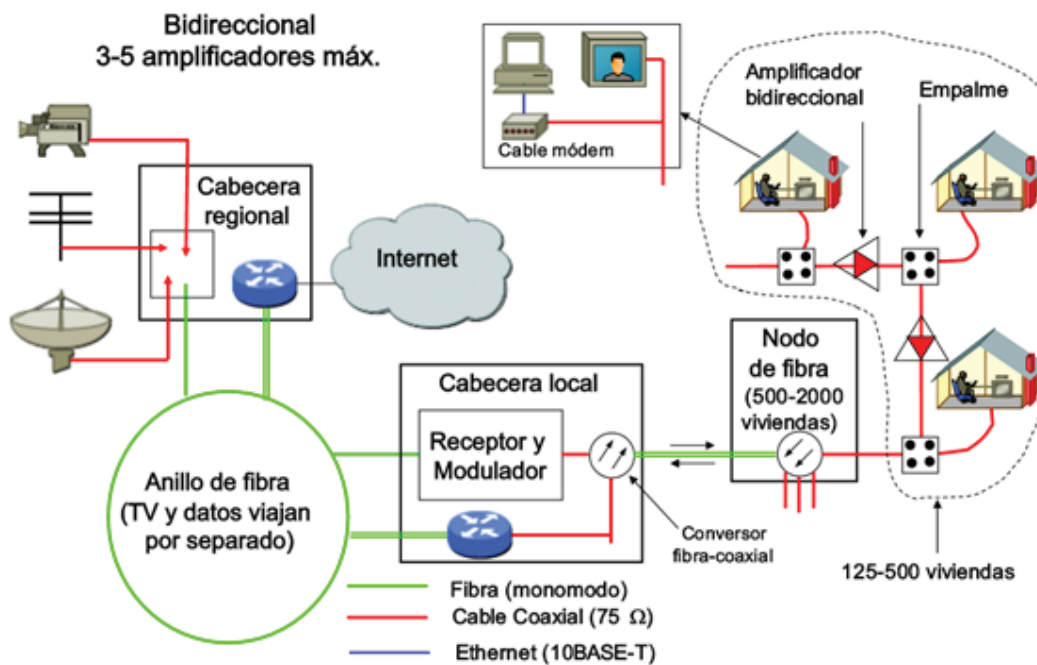 Bidireccional
3-5 amplificadores máx.
Cable módem
Amplificador
bidireccional
Empalme
Cabecera
regional
Internet
Nodo
de fibra
(500-2000
viviendas)
Cabecera local
Receptor y
Modulador
Anillo de fibra
(TV y datos viajan
por separado)
Conversor
fibra-coaxial
125-500 viviendas
Fibra (monomodo)
Cable Coaxial (75 Ω)
Ethernet (10BASE-T)